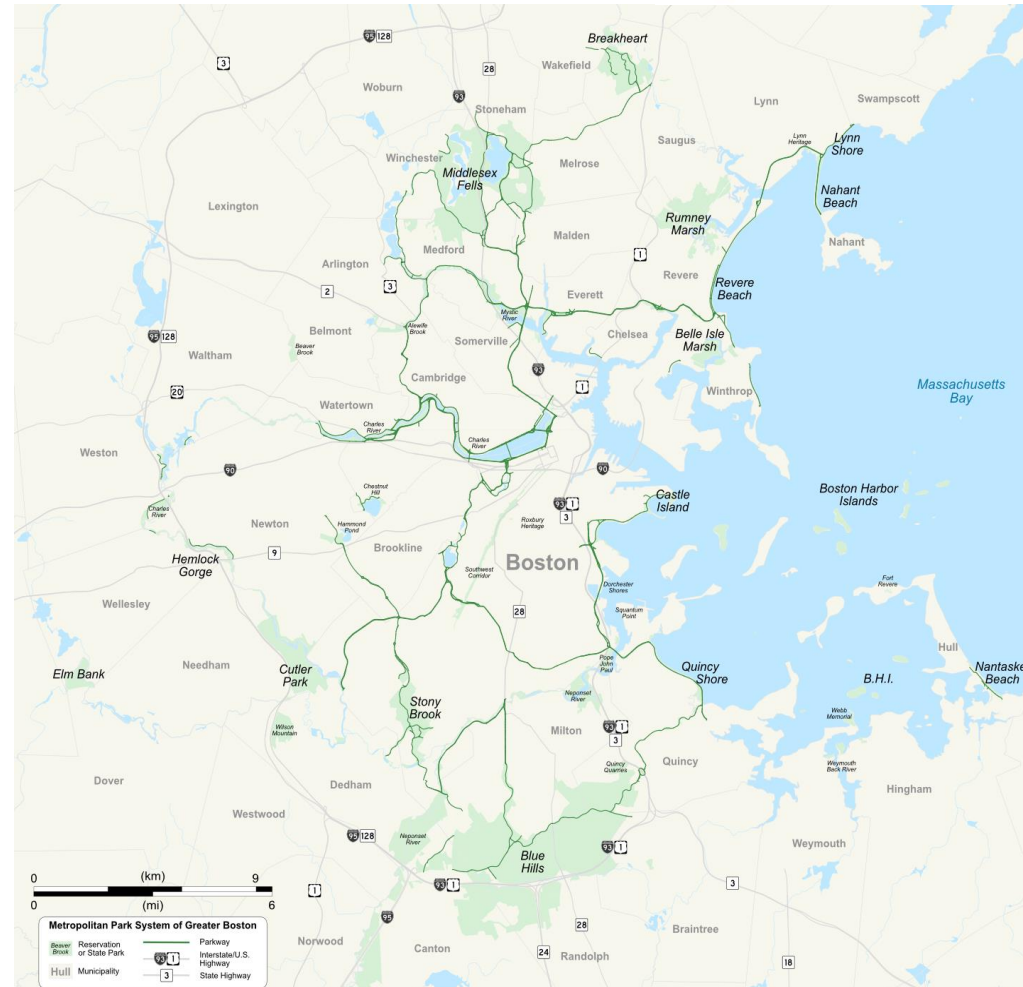 Breakheart
95 128
3
28
Wakefield
Woburn
93
Stoneham
Lynn
Swampscott
Saugus
Lynn
Heritage
Lynn
Shore
Winchester
Middlesex
Fells
Melrose
Nahant
Beach
Lexington
Rumney
Marsh
Malden
Nahant
Medford
Arlington
1
Revere
2
3
Everett
Revere
Beach
Mystic
River
Alewife
Brook
Belmont
Beaver
Brook
Somerville
Chelsea
Belle Isle
Marsh
95 128
Waltham
93
Cambridge
1
Winthrop
Massachusetts
Bay
20
Watertown
Charles
River
Charles
River
Weston
90
90
Chestnut
Hill
Castle
Island
Boston Harbor
Islands
93 1
3
Charles
River
Newton
Hammond
Pond
Roxbury
Heritage
Brookline
9
Hemlock
Gorge
Boston
Southwest
Corridor
Dorchester
Shores
Fort
Revere
Wellesley
28
Squantum
Point
Hull
Needham
Elm Bank
Cutler
Park
Pope
John
Paul
Quincy
Shore
Nantaske
Beach
B.H.I.
Stony
Brook
Neponset
River
Webb
Memorial
Wilson
Mountain
Milton
93 1
3
Quincy
Quarries
Quincy
Weymouth
Back River
Dover
Dedham
Hingham
Westwood
95 128
Neponset
River
Weymouth
Blue
Hills
93 1
93 1
3
1
95
28
Norwood
Canton
24
Randolph
Braintree
18
(km)
0 9
(mi)
0 6
Metropolitan Park System of Greater Boston
Beaver
Brook
Reservation
or State Park
Parkway
93 1
Interstate/U.S.
Highway
Hull
Municipality
3
State Highway